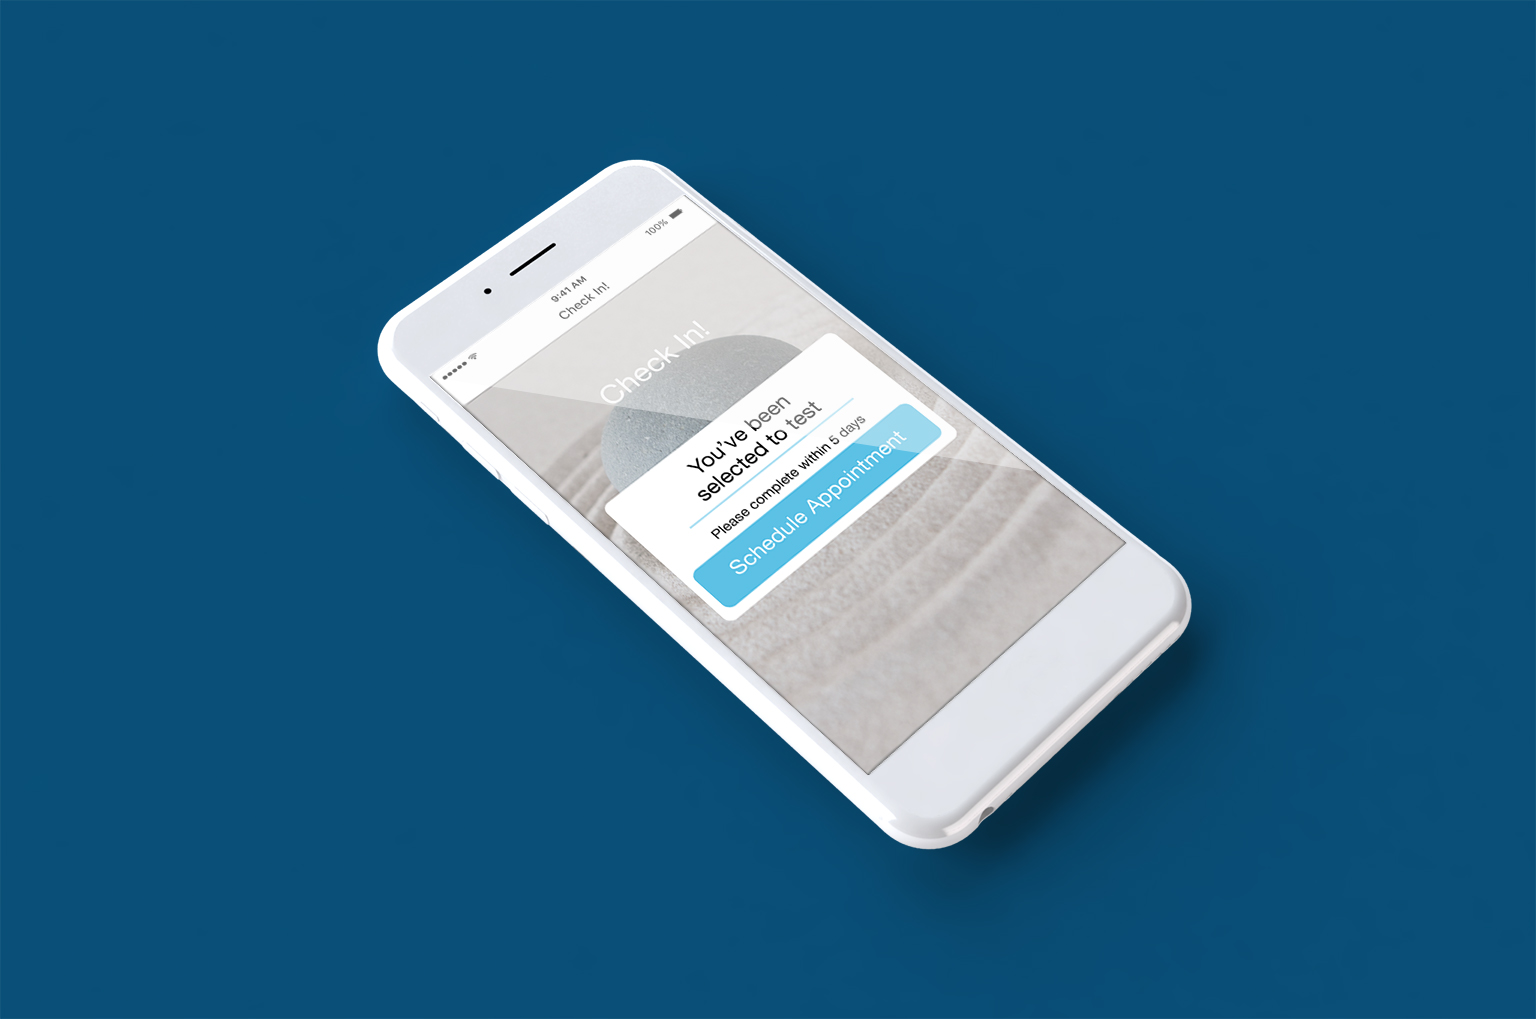 9:41 AM
100%
Check In!
Check In!
You've been
selected to test
Please complete within 5 days
Schedule Appointment